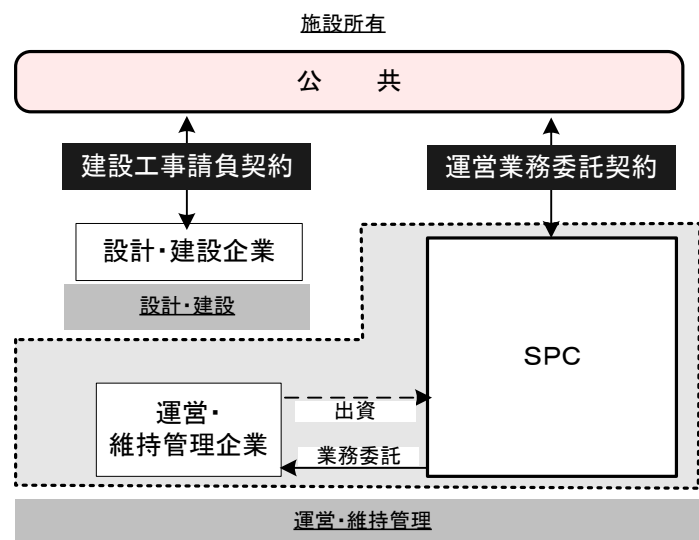 施設所有
公　共
建設工事請負契約
運営業務委託契約
設計・建設企業
設計・建設
SPC
運営・
維持管理企業
出資
業務委託
運営・維持管理